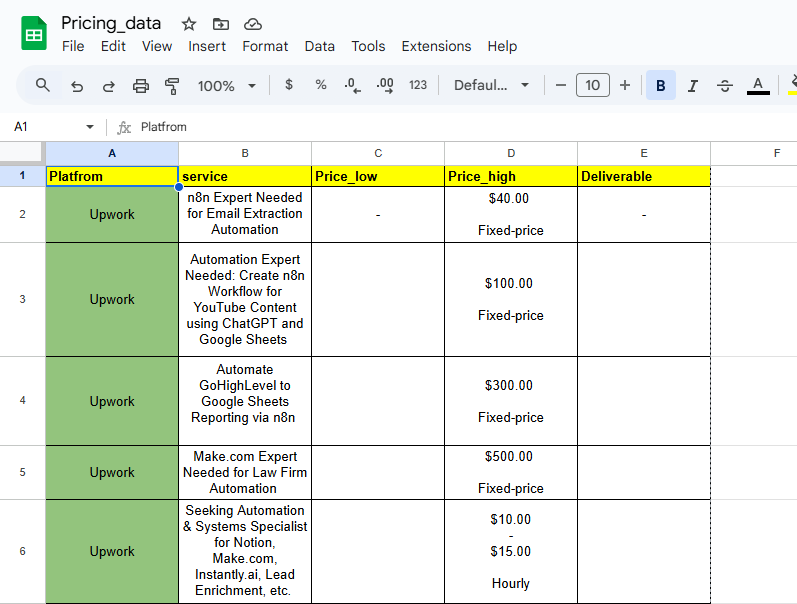 Pricing_data
File Edit View Insert Format Data Tools Extensions Help
100% $ % .0 .00 123 Defaul... − 10 + B I S A
A1 fx Platfrom
A B C D E F
1 Platfrom service Price_low Price_high Deliverable
2
Upwork
n8n Expert Needed
for Email Extraction
Automation
-
$40.00
Fixed-price
-
3
Upwork
Automation Expert
Needed: Create n8n
Workflow for
YouTube Content
using ChatGPT and
Google Sheets
$100.00
Fixed-price
4
Upwork
Automate
GoHighLevel to
Google Sheets
Reporting via n8n
$300.00
Fixed-price
5
Upwork
Make.com Expert
Needed for Law Firm
Automation
$500.00
Fixed-price
6
Upwork
Seeking Automation
& Systems Specialist
for Notion,
Make.com,
Instantly.ai, Lead
Enrichment, etc.
$10.00
-
$15.00
Hourly